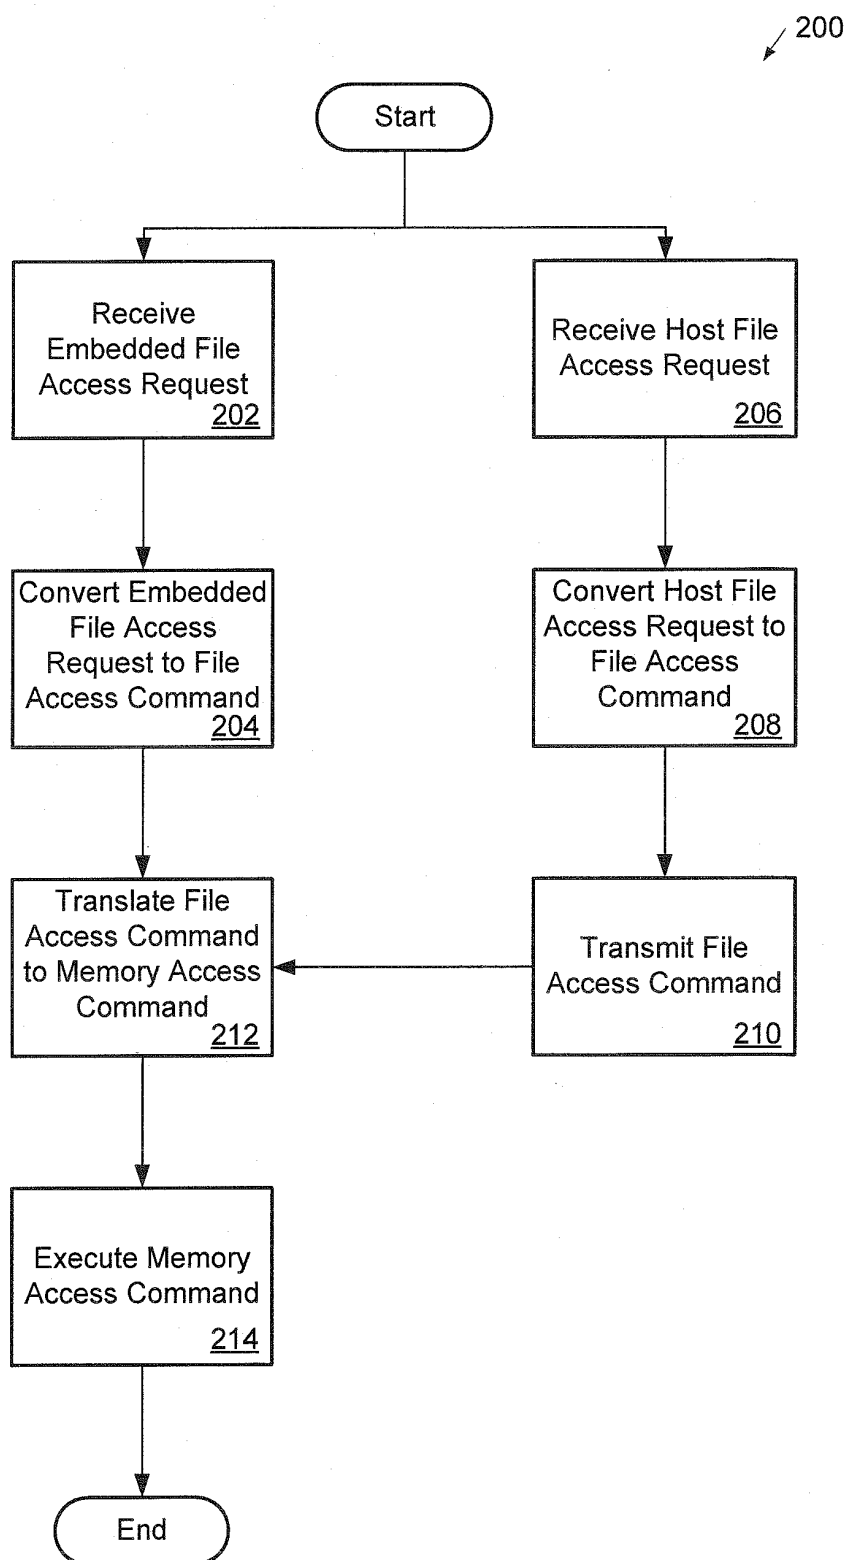 200
Start
Receive
Embedded File
Access Request
202
Receive Host File
Access Request
206
Convert Embedded
File Access
Request to File
Access Command
204
Convert Host File
Access Request to
File Access
Command
208
Translate File
Access Command
to Memory Access
Command
212
Transmit File
Access Command
210
Execute Memory
Access Command
214
End